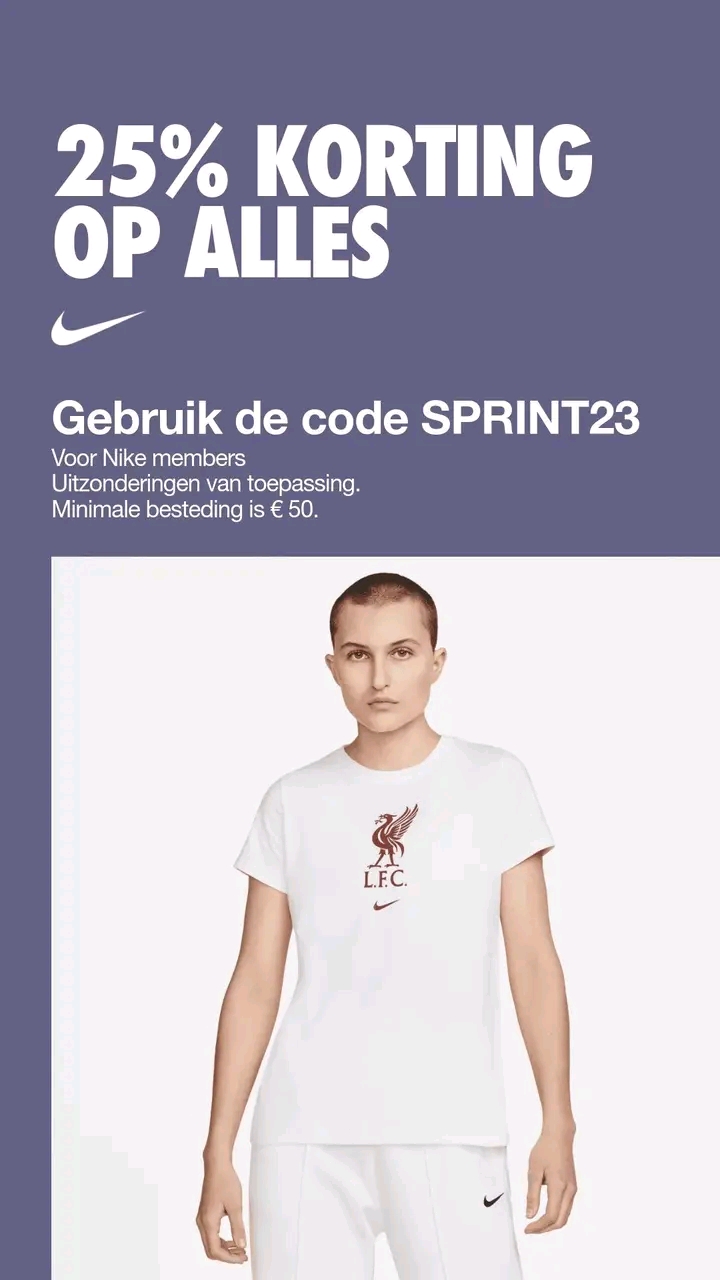 25% KORTING
OP ALLES
Gebruik de code SPRINT23
Voor Nike members
Uitzonderingen van toepassing.
Minimale besteding is € 50.
L.F.C.